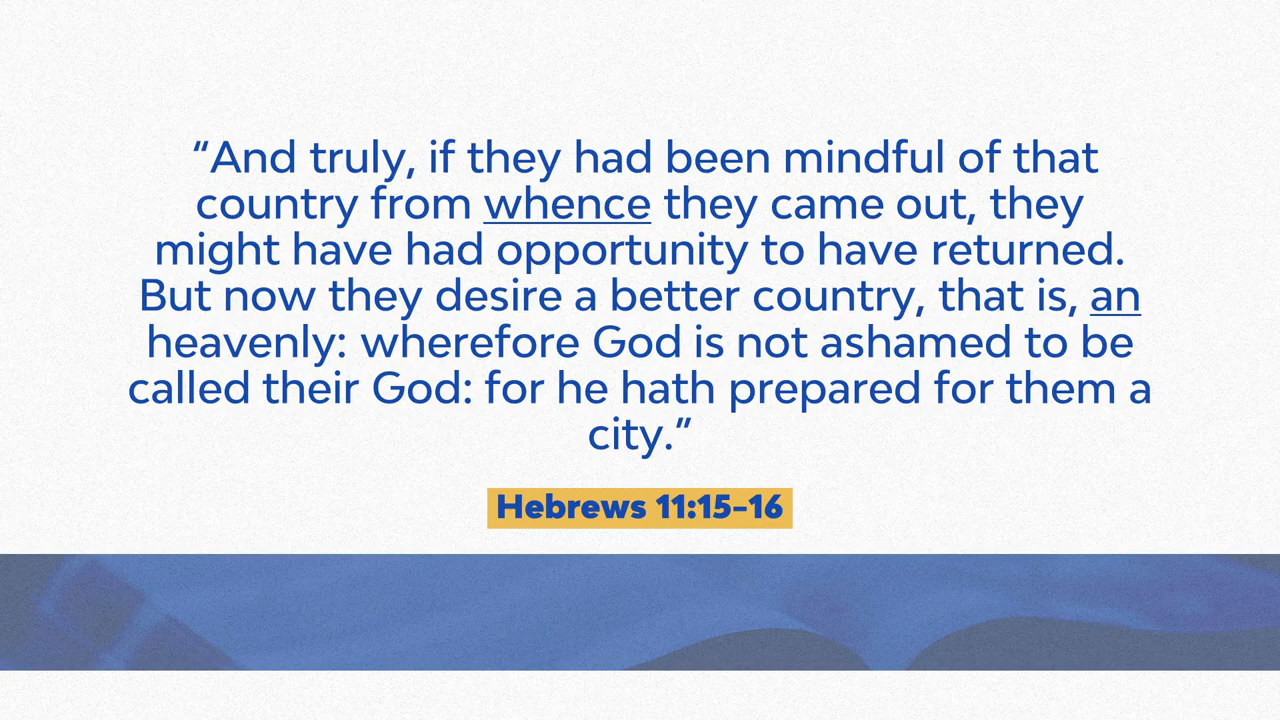 “And truly, if they had been mindful of that
country from whence they came out, they
might have had opportunity to have returned.
But now they desire a better country, that is, an
heavenly: wherefore God is not ashamed to be
called their God: for he hath prepared for them a
city.”
Hebrews 11:15–16